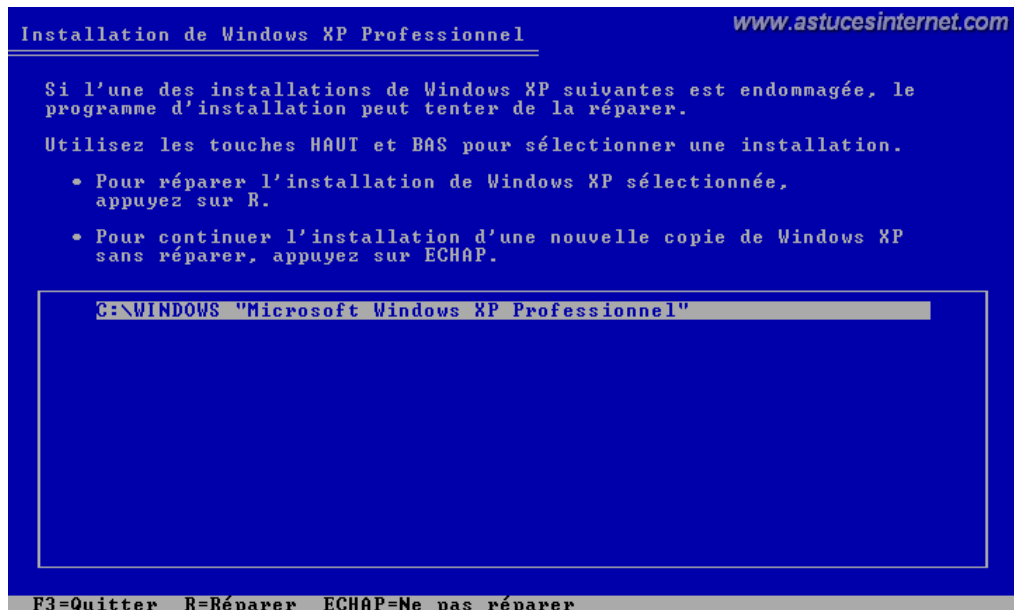 www.astucesinternet.com
Installation de Windows XP Professionnel
Si l'une des installations de Windows XP suivantes est endommagée, le
programme d'installation peut tenter de la réparer.
Utilisez les touches HAUT et BAS pour sélectionner une installation.
• Pour réparer l'installation de Windows XP sélectionnée,
appuyez sur R.
• Pour continuer l'installation d'une nouvelle copie de Windows XP
sans réparer, appuyez sur ECHAP.
C:\WINDOWS "Microsoft Windows XP Professionnel"
F3=Quitter R=Réparer ECHAP=Ne pas réparer